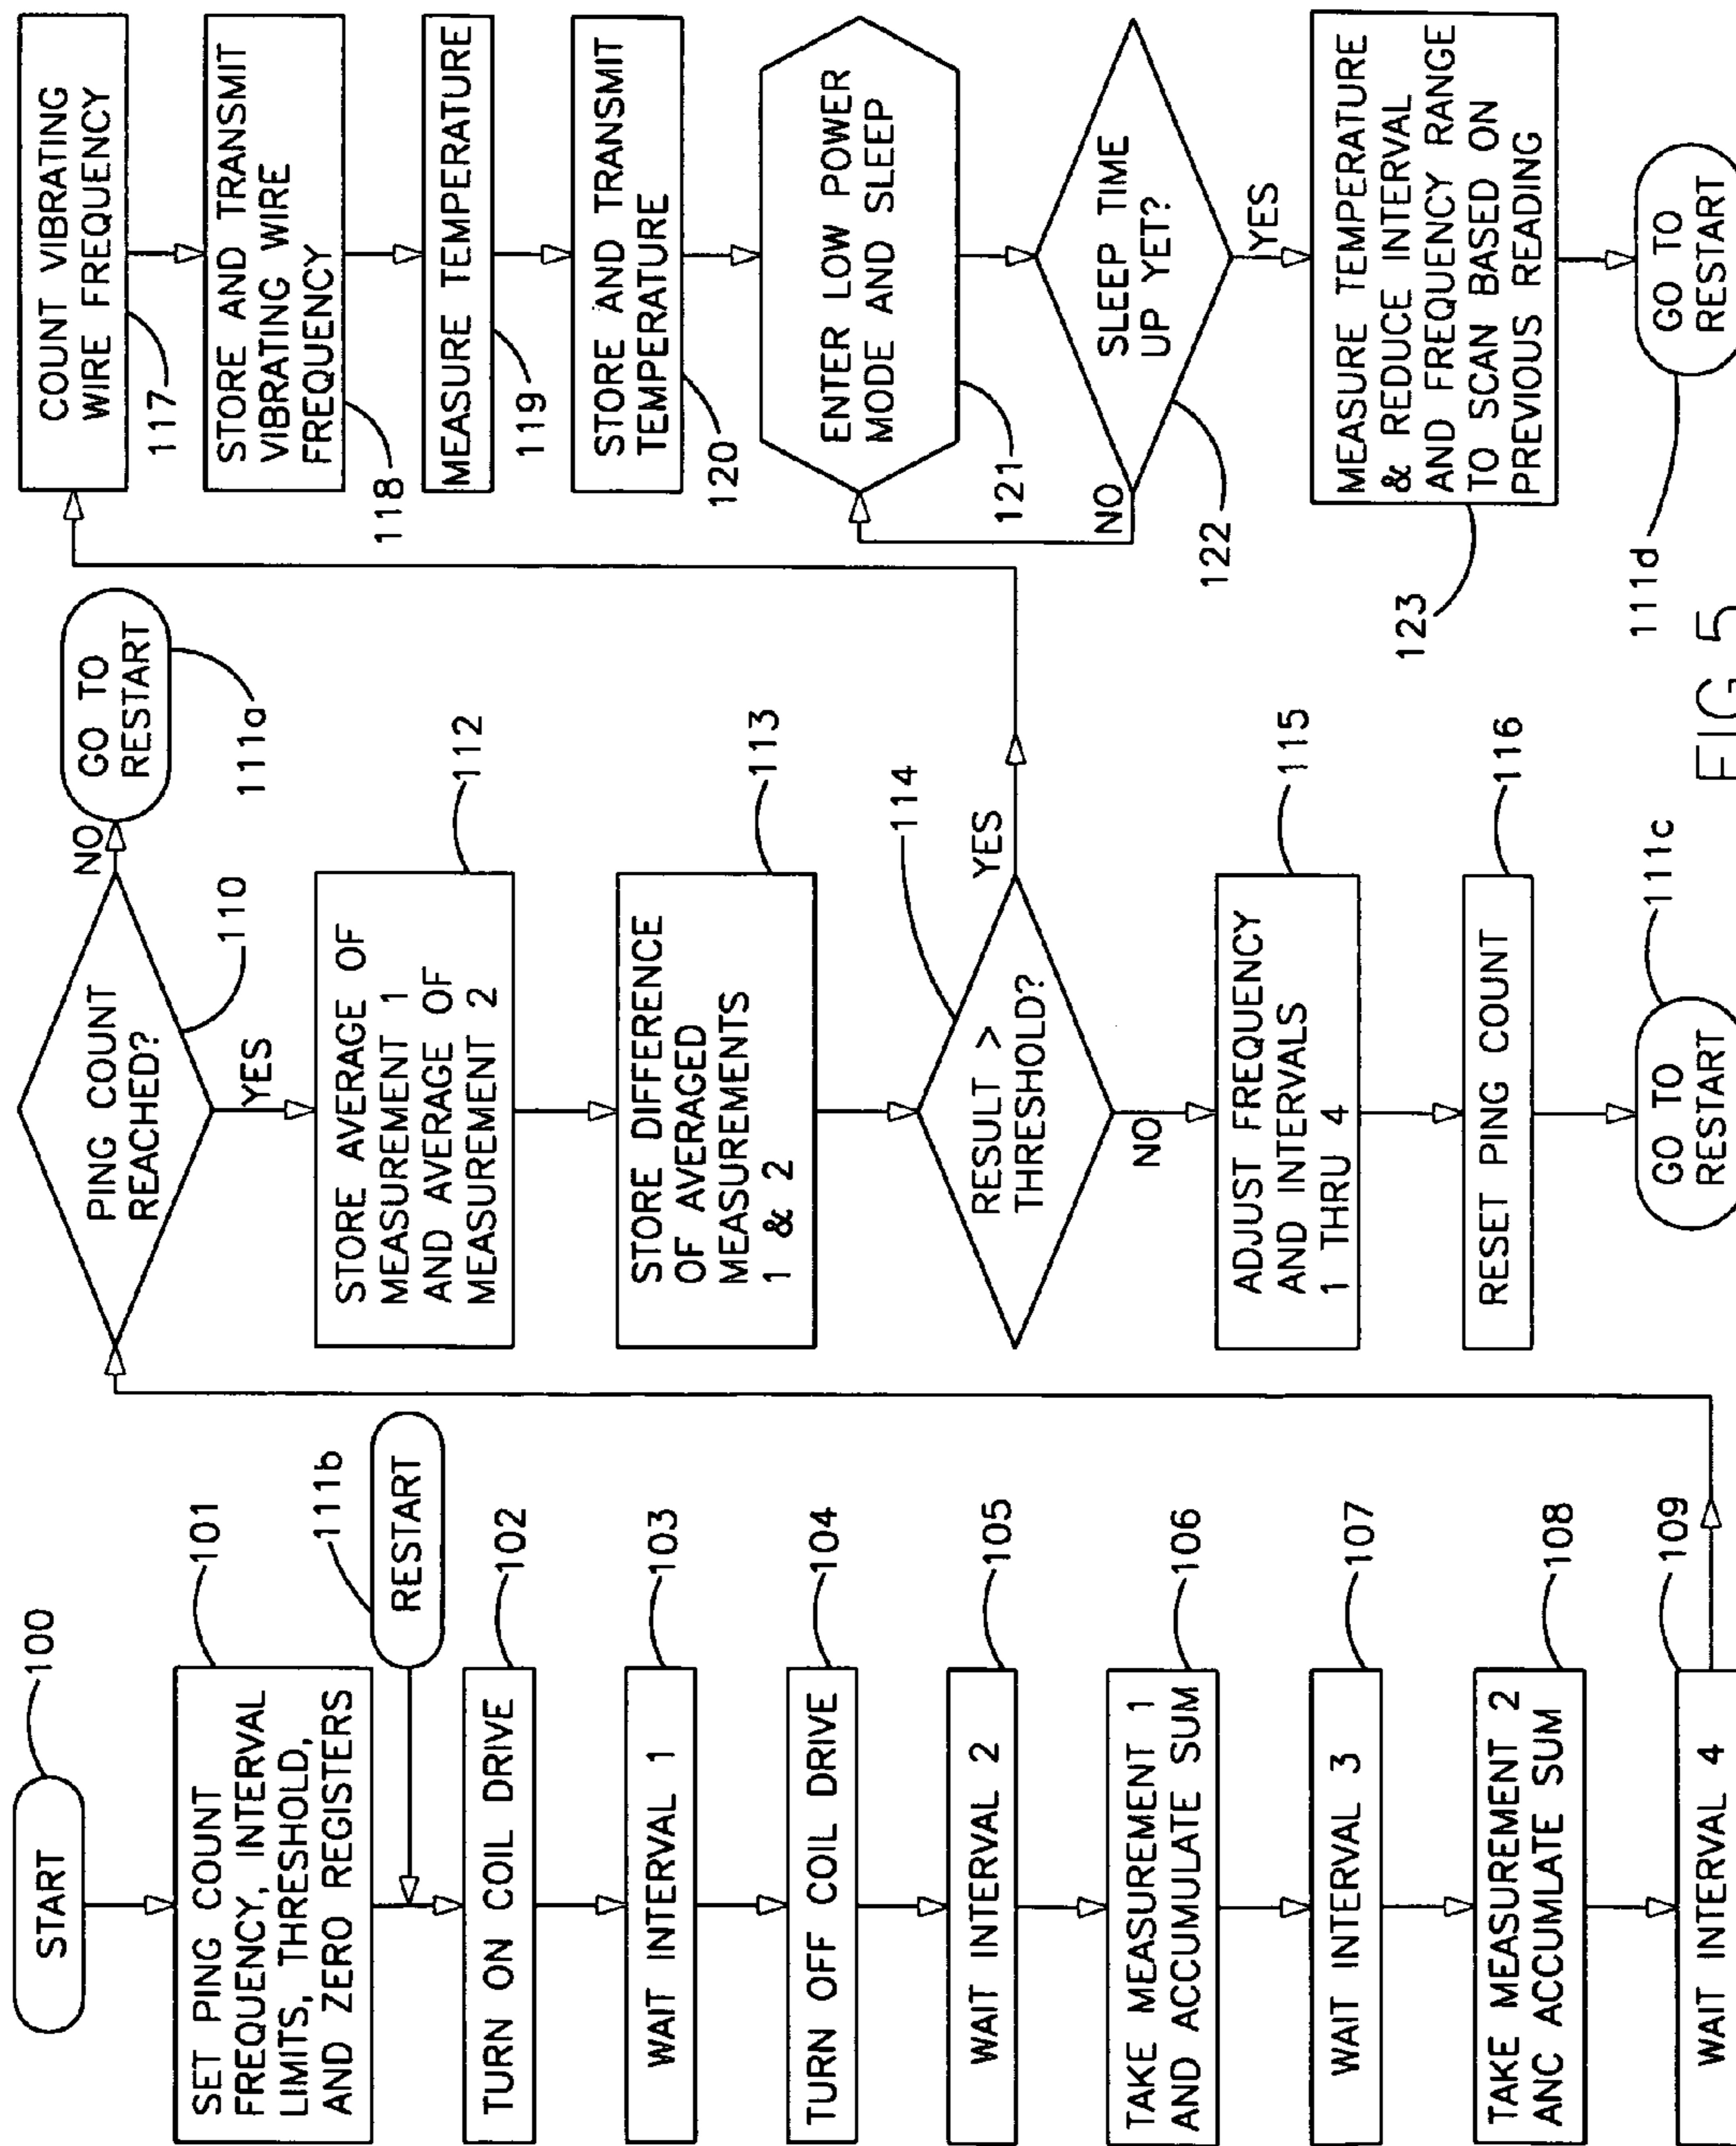 START
100
SET PING COUNT
FREQUENCY, INTERVAL
LIMITS, THRESHOLD,
AND ZERO REGISTERS
101
111b
RESTART
TURN ON COIL DRIVE
102
WAIT INTERVAL 1
103
TURN OFF COIL DRIVE
104
WAIT INTERVAL 2
105
TAKE MEASUREMENT 1
AND ACCUMULATE SUM
106
WAIT INTERVAL 3
107
TAKE MEASUREMENT 2
ANC ACCUMLATE SUM
108
WAIT INTERVAL 4
109
PING COUNT
REACHED?
110
NO
GO TO
RESTART
111a
YES
STORE AVERAGE OF
MEASUREMENT 1
AND AVERAGE OF
MEASUREMENT 2
112
STORE DIFFERENCE
OF AVERAGED
MEASUREMENTS
1 & 2
113
RESULT >
THRESHOLD?
114
YES
NO
ADJUST FREQUENCY
AND INTERVALS
1 THRU 4
115
RESET PING COUNT
116
GO TO
RESTART
111c
COUNT VIBRATING
WIRE FREQUENCY
117
STORE AND TRANSMIT
VIBRATING WIRE
FREQUENCY
118
MEASURE TEMPERATURE
119
STORE AND TRANSMIT
TEMPERATURE
120
ENTER LOW POWER
MODE AND SLEEP
121
SLEEP TIME
UP YET?
122
NO
YES
MEASURE TEMPERATURE
& REDUCE INTERVAL
AND FREQUENCY RANGE
TO SCAN BASED ON
PREVIOUS READING
123
GO TO
RESTART
111d
FIG 5